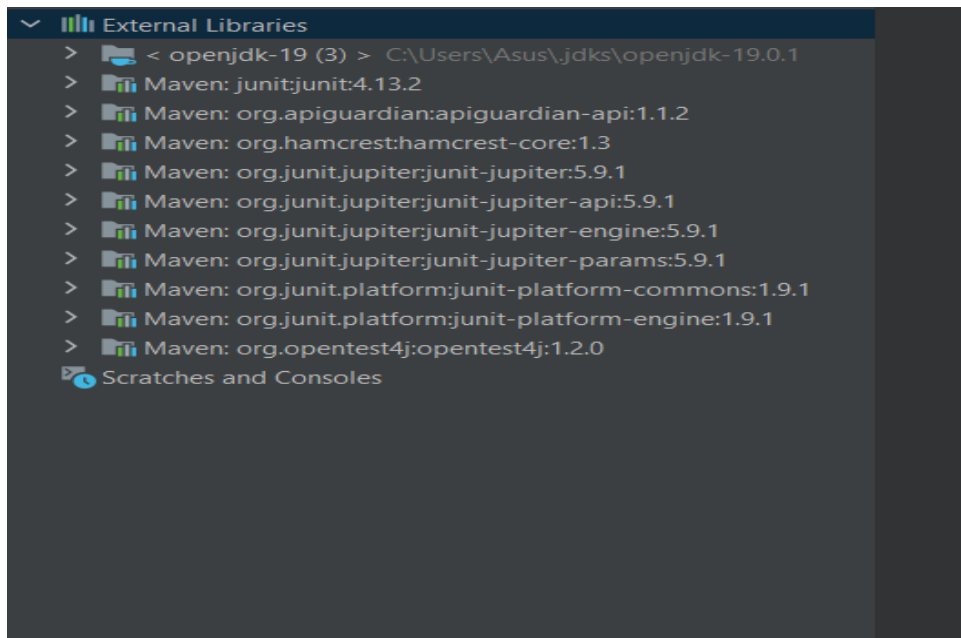 External Libraries
< openjdk-19 (3) > C:\Users\Asus\.jdks\openjdk-19.0.1
Maven: junit:junit:4.13.2
Maven: org.apiguardian:apiguardian-api:1.1.2
Maven: org.hamcrest:hamcrest-core:1.3
Maven: org.junit.jupiter:junit-jupiter:5.9.1
Maven: org.junit.jupiter:junit-jupiter-api:5.9.1
Maven: org.junit.jupiter:junit-jupiter-engine:5.9.1
Maven: org.junit.jupiter:junit-jupiter-params:5.9.1
Maven: org.junit.platform:junit-platform-commons:1.9.1
Maven: org.junit.platform:junit-platform-engine:1.9.1
Maven: org.opentest4j:opentest4j:1.2.0
Scratches and Consoles